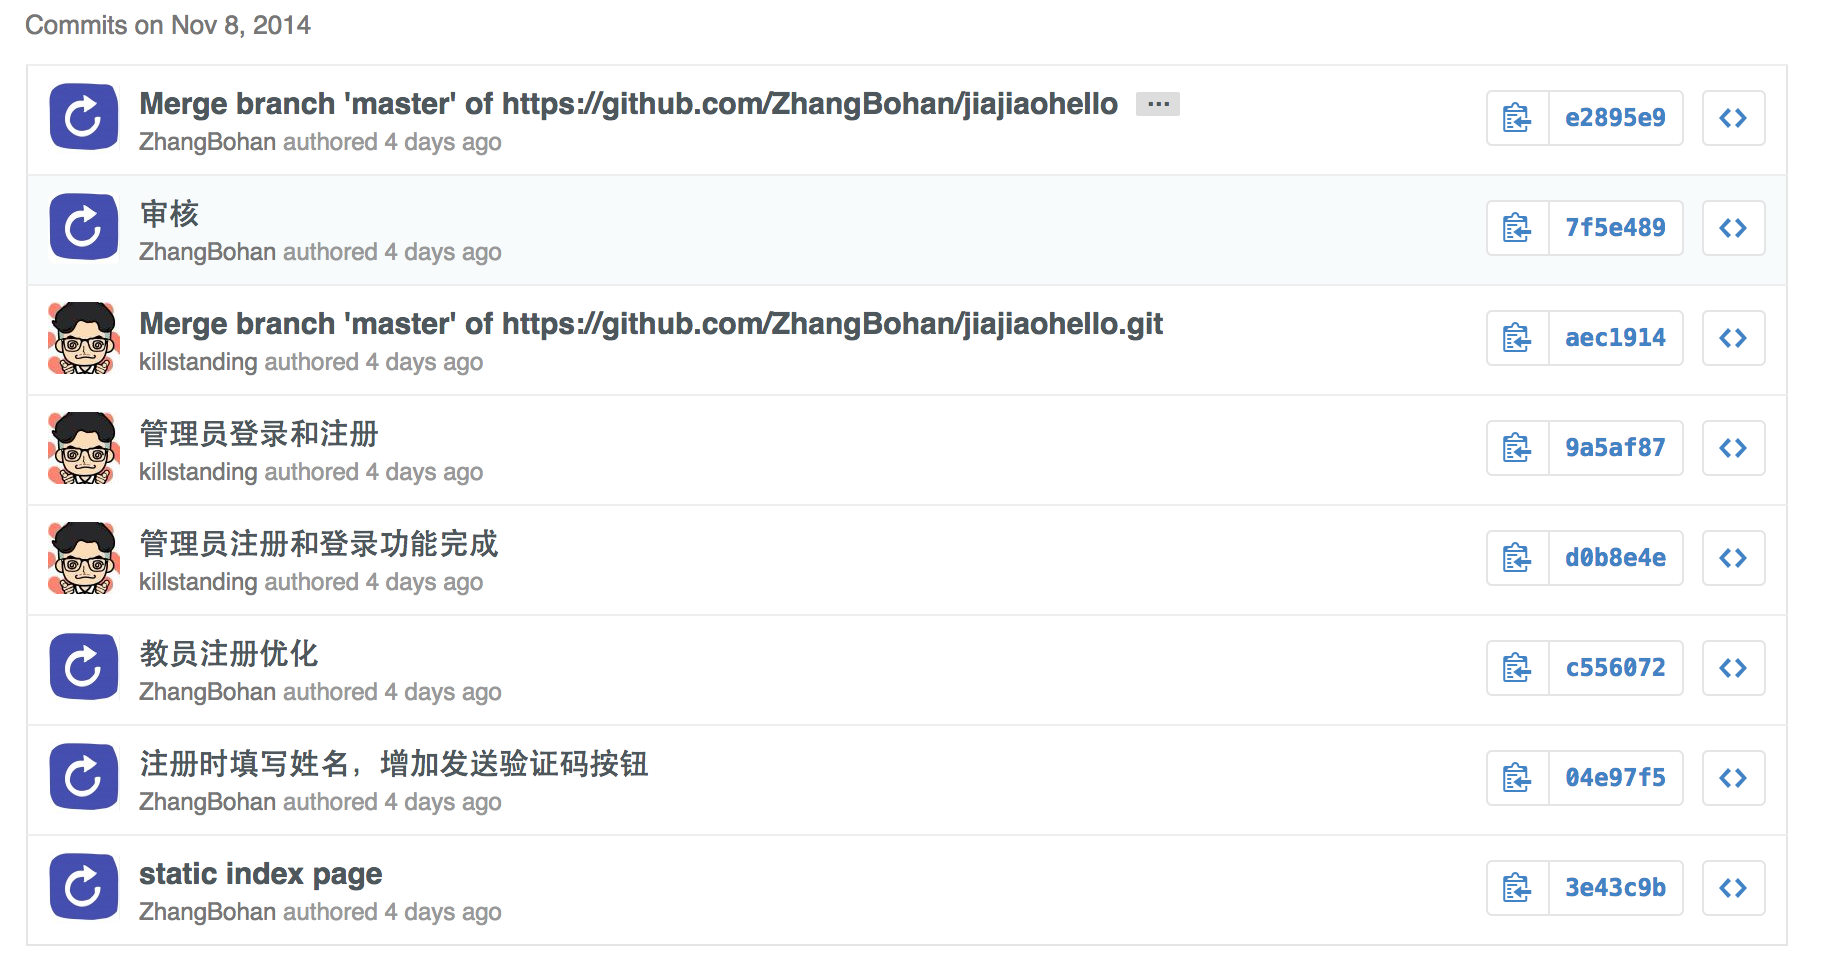 Commits on Nov 8, 2014
Merge branch 'master' of https://github.com/ZhangBohan/jiajiaohello ...
ZhangBohan authored 4 days ago
e2895e9
审核
ZhangBohan authored 4 days ago
7f5e489
Merge branch 'master' of https://github.com/ZhangBohan/jiajiaohello.git
killstanding authored 4 days ago
aec1914
管理员登录和注册
killstanding authored 4 days ago
9a5af87
管理员注册和登录功能完成
killstanding authored 4 days ago
d0b8e4e
教员注册优化
ZhangBohan authored 4 days ago
c556072
注册时填写姓名，增加发送验证码按钮
ZhangBohan authored 4 days ago
04e97f5
static index page
ZhangBohan authored 4 days ago
3e43c9b